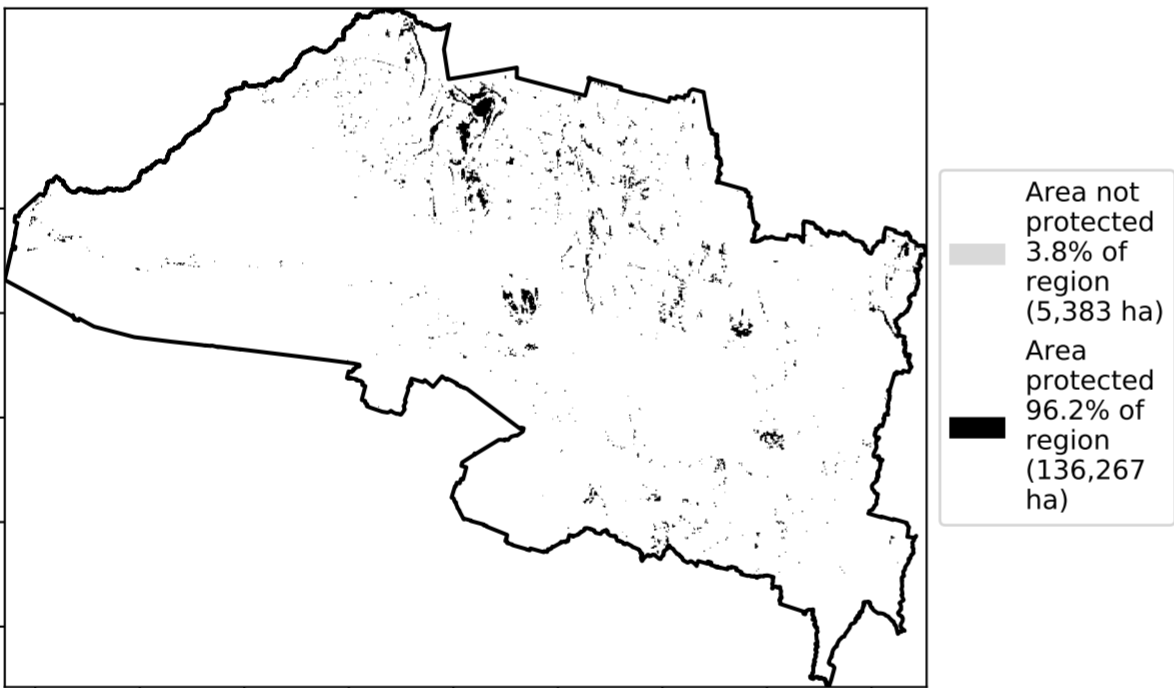 Area not
protected
3.8% of
region
(5,383 ha)
Area
protected
96.2% of
region
(136,267
ha)